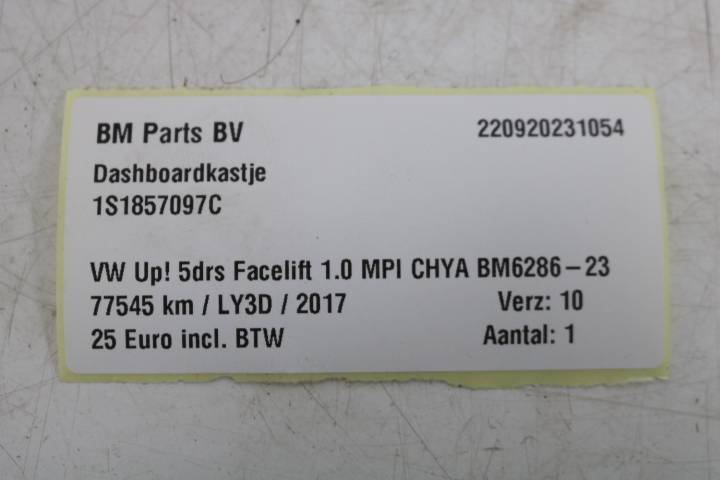 BM Parts BV 220920231054
Dashboardkastje
1S1857097C
VW Up! 5drs Facelift 1.0 MPI CHYA BM6286-23
77545 km / LY3D / 2017 Verz: 10
25 Euro incl. BTW Aantal: 1